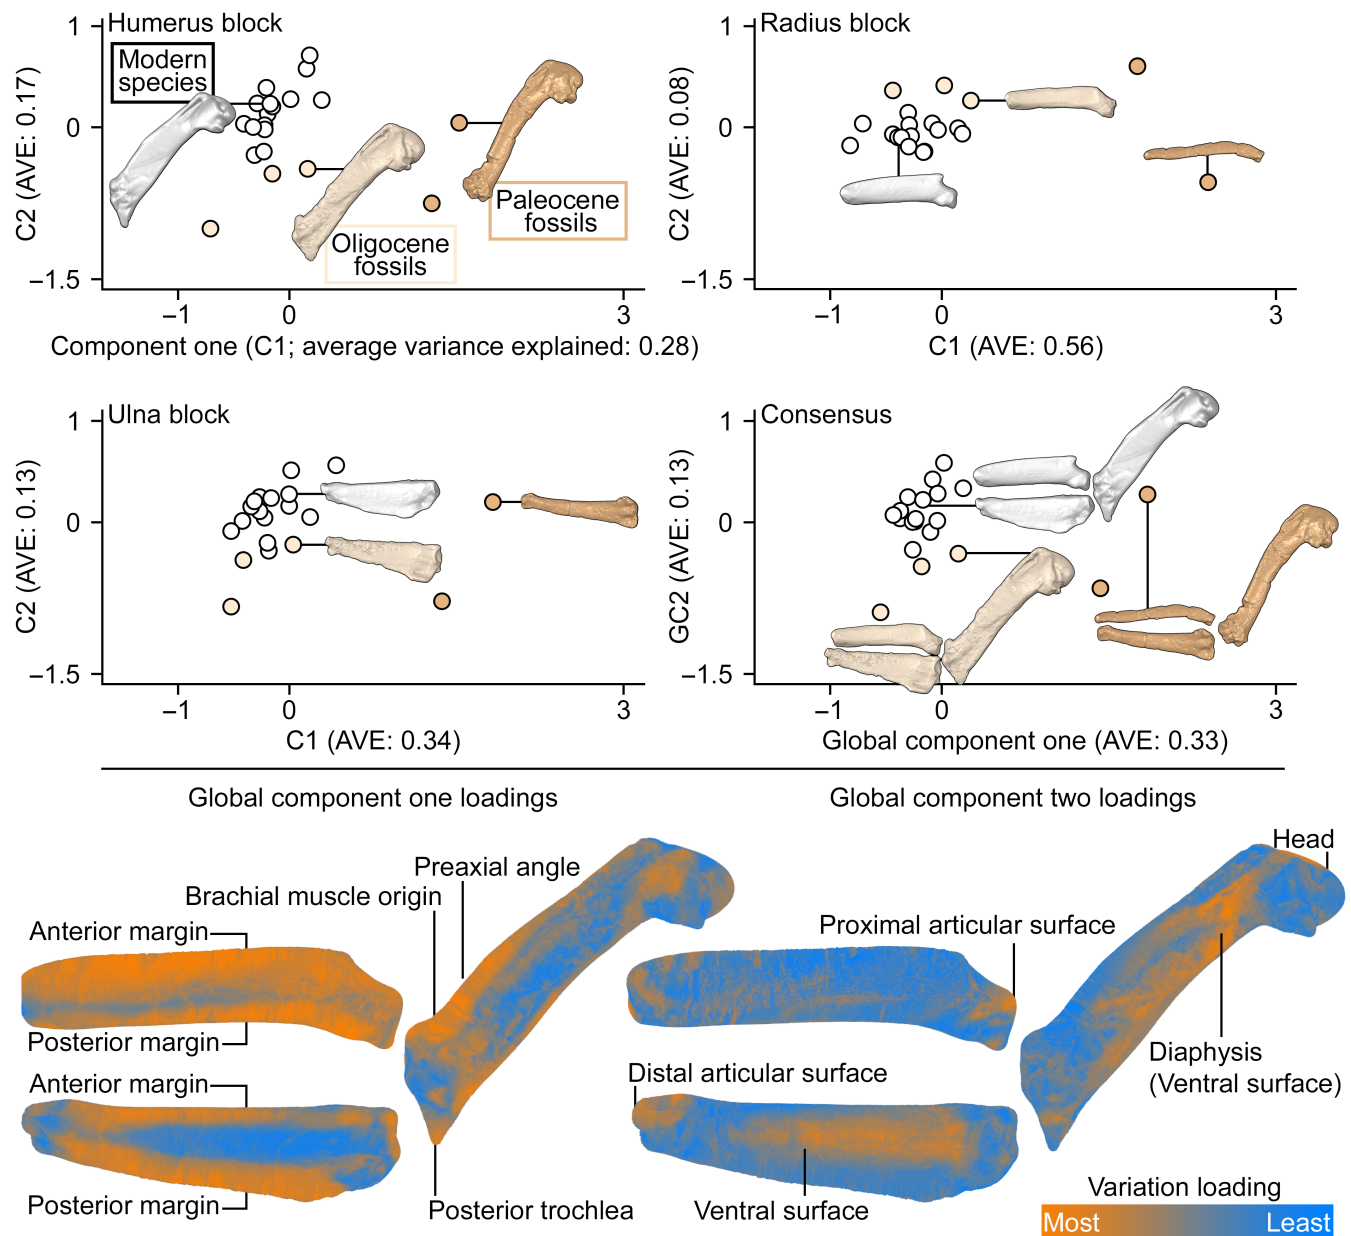 Humerus block
1
0
−1.5
C2 (AVE: 0.17)
Modern
species
Oligocene
fossils
Paleocene
fossils
−1
0
3
Component one (C1; average variance explained: 0.28)
Radius block
1
0
−1.5
C2 (AVE: 0.08)
−1
0
3
C1 (AVE: 0.56)
Ulna block
1
0
−1.5
C2 (AVE: 0.13)
−1
0
3
C1 (AVE: 0.34)
Consensus
1
0
−1.5
GC2 (AVE: 0.13)
−1
0
3
Global component one (AVE: 0.33)
Global component one loadings
Preaxial angle
Brachial muscle origin
Anterior margin
Posterior margin
Anterior margin
Posterior margin
Posterior trochlea
Global component two loadings
Head
Proximal articular surface
Diaphysis
(Ventral surface)
Distal articular surface
Ventral surface
Variation loading
Most
Least